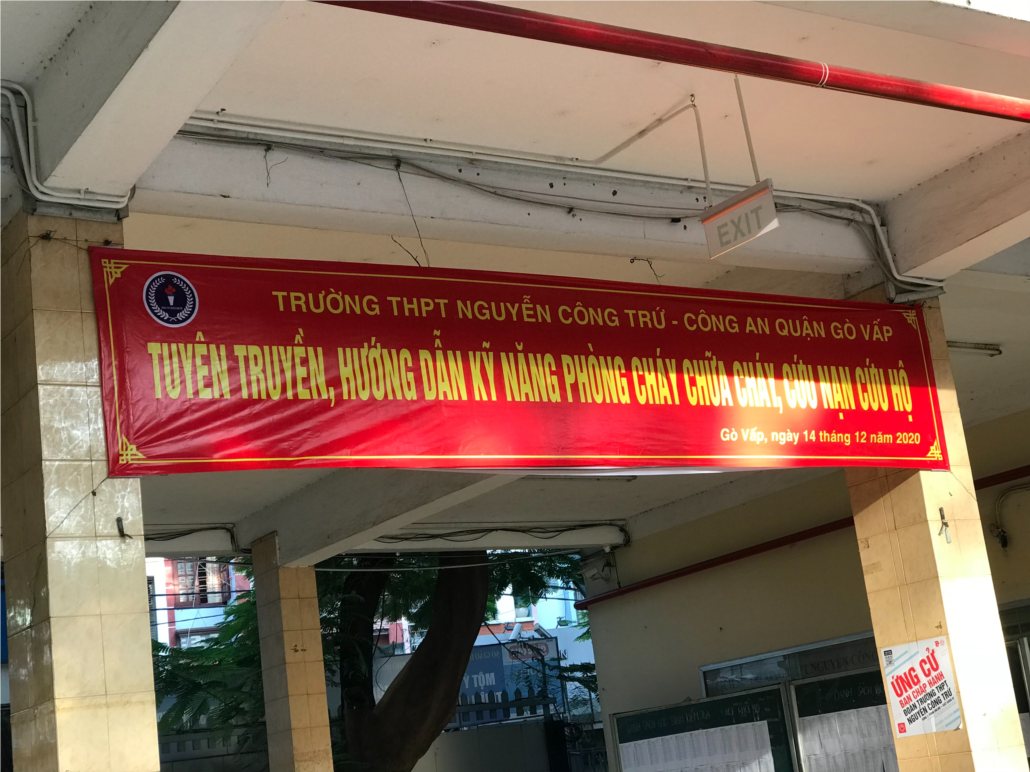 EXIT
TRƯỜNG THPT NGUYỄN CÔNG TRỨ - CÔNG AN QUẬN GÒ VẤP
TUYÊN TRUYỀN, HƯỚNG DẪN KỸ NĂNG PHÒNG CHÁY CHỮA CHÁY, CỨU NẠN CỨU HỘ
Gò Vấp, ngày 14 tháng 12 năm 2020
ỨNG CỬ
BAN CHẤP HÀNH
ĐOÀN TRƯỜNG THPT
NGUYỄN CÔNG TRỨ